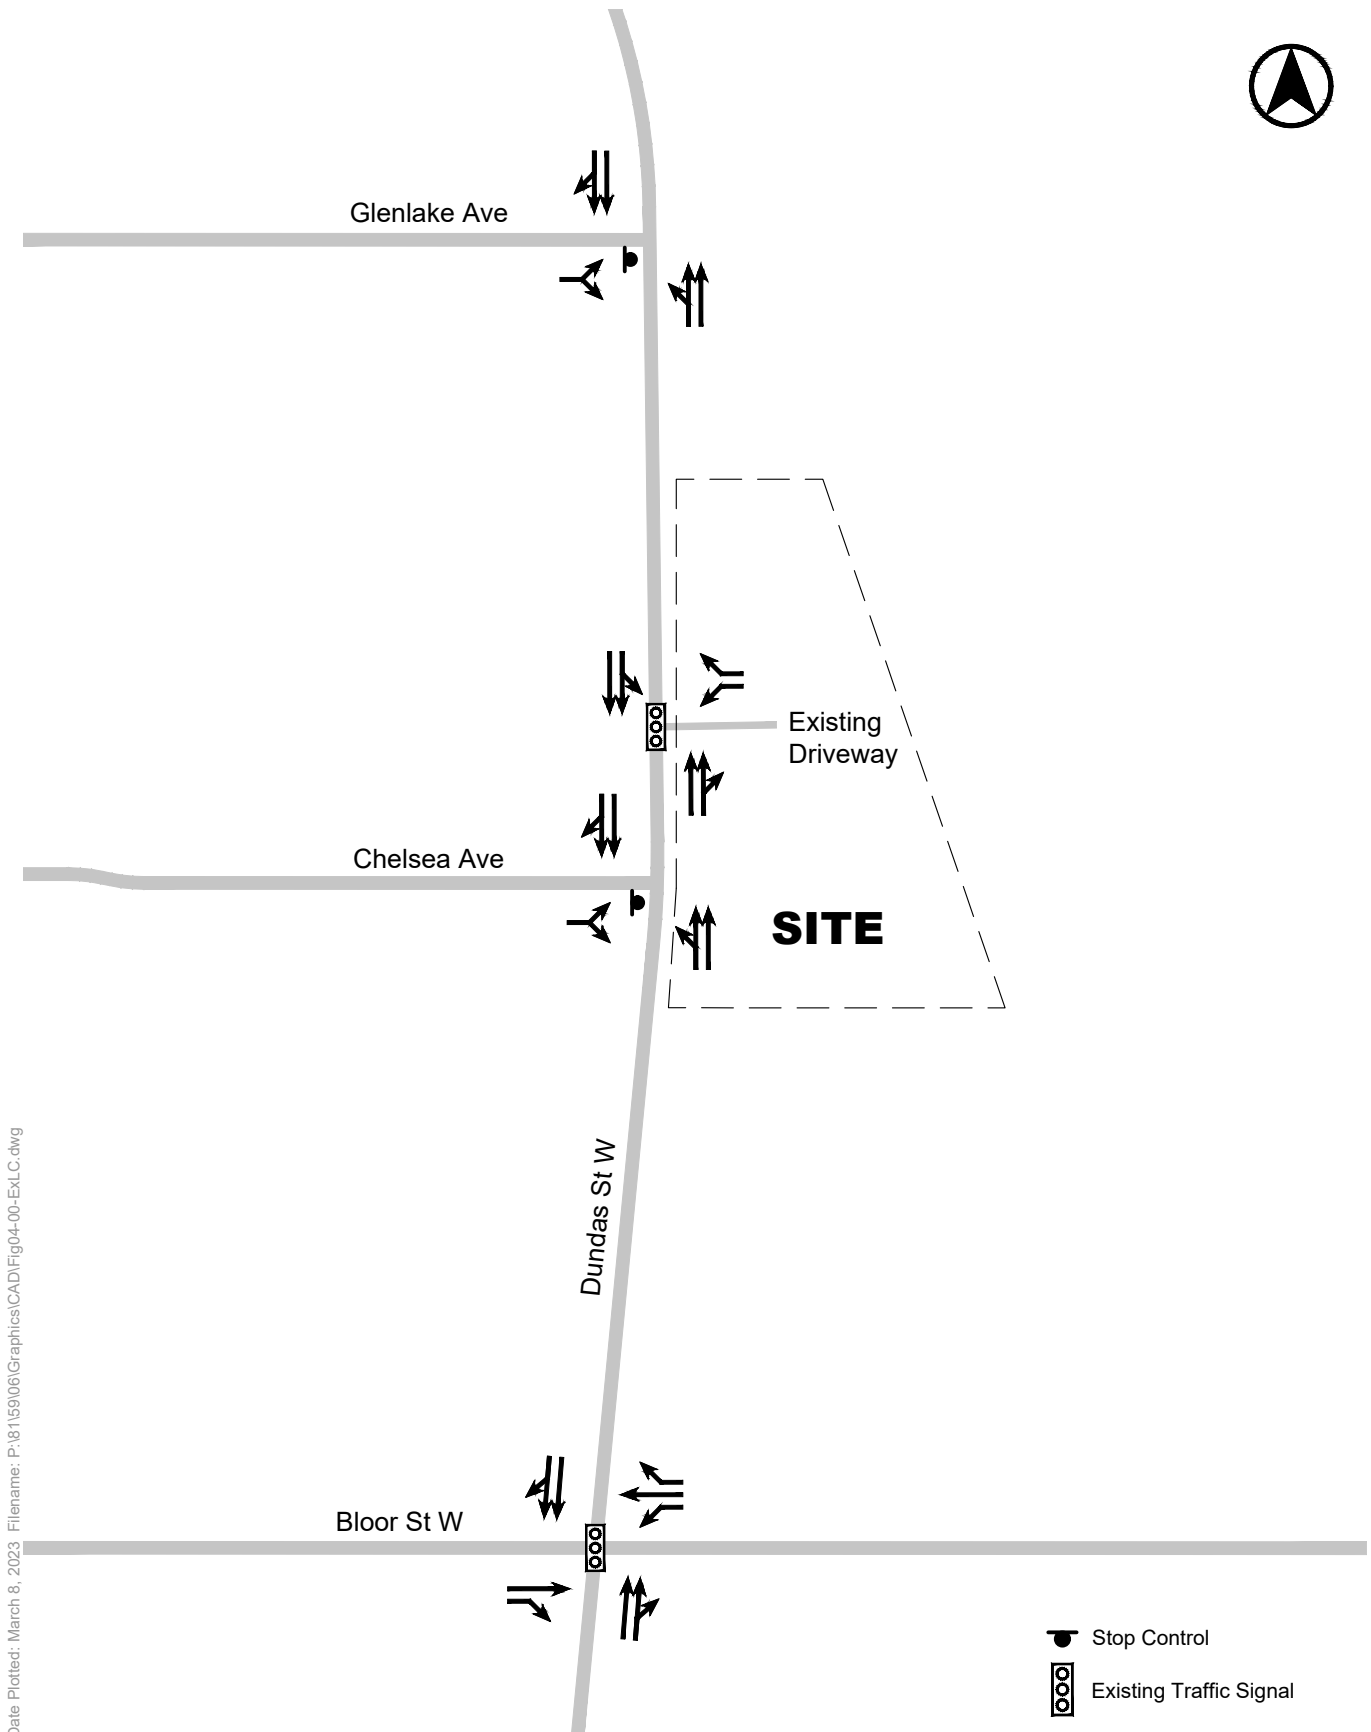 Glenlake Ave
Existing
Driveway
Chelsea Ave
SITE
Dundas St W
Bloor St W
Stop Control
Existing Traffic Signal
Date Plotted: March 8, 2023 Filename: P:\81\59\06\Graphics\CAD\Fig04-00-ExLC.dwg